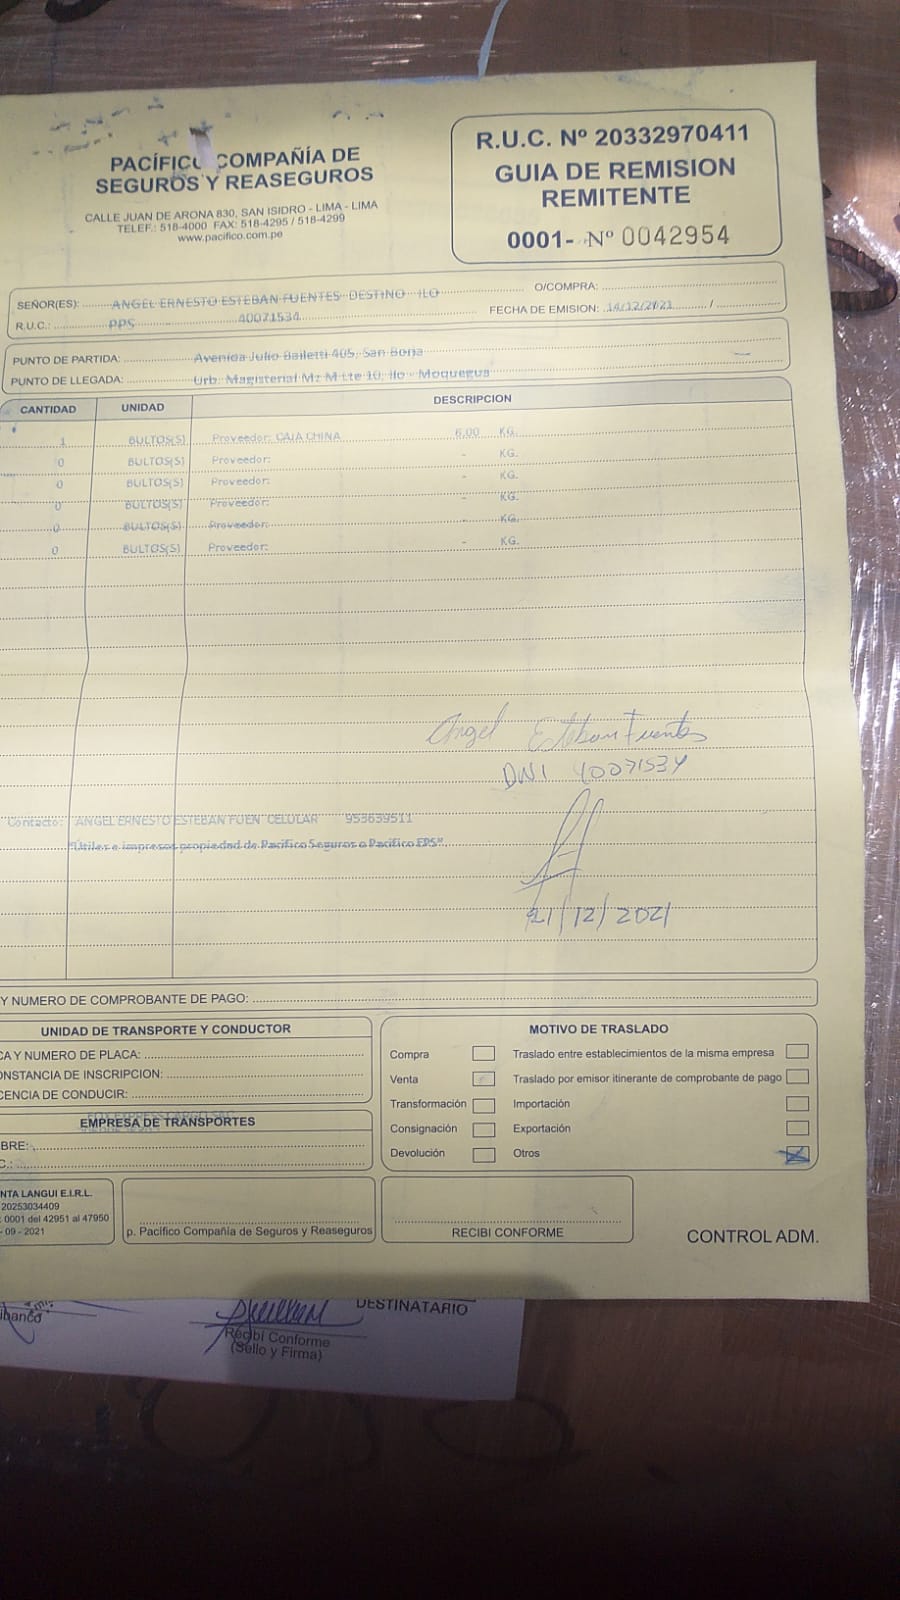 PACÍFICO COMPAÑÍA DE
SEGUROS Y REASEGUROS
CALLE JUAN DE ARONA 830, SAN ISIDRO - LIMA - LIMA
TELEF.: 518-4000 FAX: 518-4295 / 518-4299
www.pacifico.com.pe
R.U.C. Nº 20332970411
GUIA DE REMISION
REMITENTE
0001- Nº 0042954
SEÑOR(ES): ANGEL ERNESTO ESTEBAN FUENTES DESTINO ILO
O/COMPRA:
R.U.C.: PPS 40071534
FECHA DE EMISION: 14/12/2021 /
PUNTO DE PARTIDA: Avenida Julio Bailetti 405, San Borja
PUNTO DE LLEGADA: Urb. Magisterial Mz M Lte 10, Ilo - Moquegua
CANTIDAD UNIDAD DESCRIPCION
1 BULTOS(S) Proveedor: CAJA CHINA 6.00 KG.
0 BULTOS(S) Proveedor: - KG.
0 BULTOS(S) Proveedor: - KG.
0 BULTOS(S) Proveedor: - KG.
0 BULTOS(S) Proveedor: - KG.
0 BULTOS(S) Proveedor: - KG.
Angel Esteban Fuentes
DNI 40071534
Contacto: ANGEL ERNESTO ESTEBAN FUEN CELULAR 953639511
"Útiles e impresos propiedad de Pacífico Seguros o Pacífico EPS"
21/12/2021
Y NUMERO DE COMPROBANTE DE PAGO:
UNIDAD DE TRANSPORTE Y CONDUCTOR
CA Y NUMERO DE PLACA:
ONSTANCIA DE INSCRIPCION:
CENCIA DE CONDUCIR:
EMPRESA DE TRANSPORTES
BRE:
C.:
MOTIVO DE TRASLADO
Compra
Traslado entre establecimientos de la misma empresa
Venta
Traslado por emisor itinerante de comprobante de pago
Transformación
Importación
Consignación
Exportación
Devolución
Otros
NTA LANGUI E.I.R.L.
20253034409
0001 del 42951 al 47950
- 09 - 2021
p. Pacífico Compañía de Seguros y Reaseguros
RECIBI CONFORME
CONTROL ADM.
ibanco
DESTINATARIO
Recibí Conforme
(Sello y Firma)